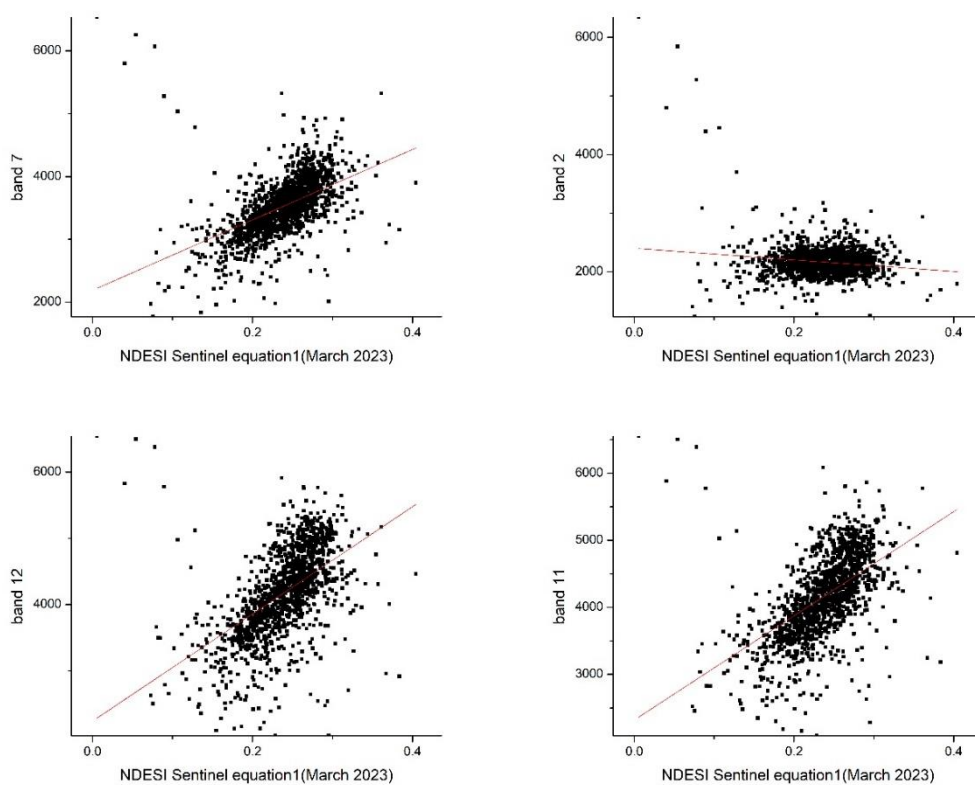 6000
4000
2000
band 7
0.0 0.2 0.4
NDESI Sentinel equation1(March 2023)
6000
4000
2000
band 2
0.0 0.2 0.4
NDESI Sentinel equation1(March 2023)
6000
4000
band 12
0.0 0.2 0.4
NDESI Sentinel equation1(March 2023)
6000
5000
4000
3000
band 11
0.0 0.2 0.4
NDESI Sentinel equation1(March 2023)